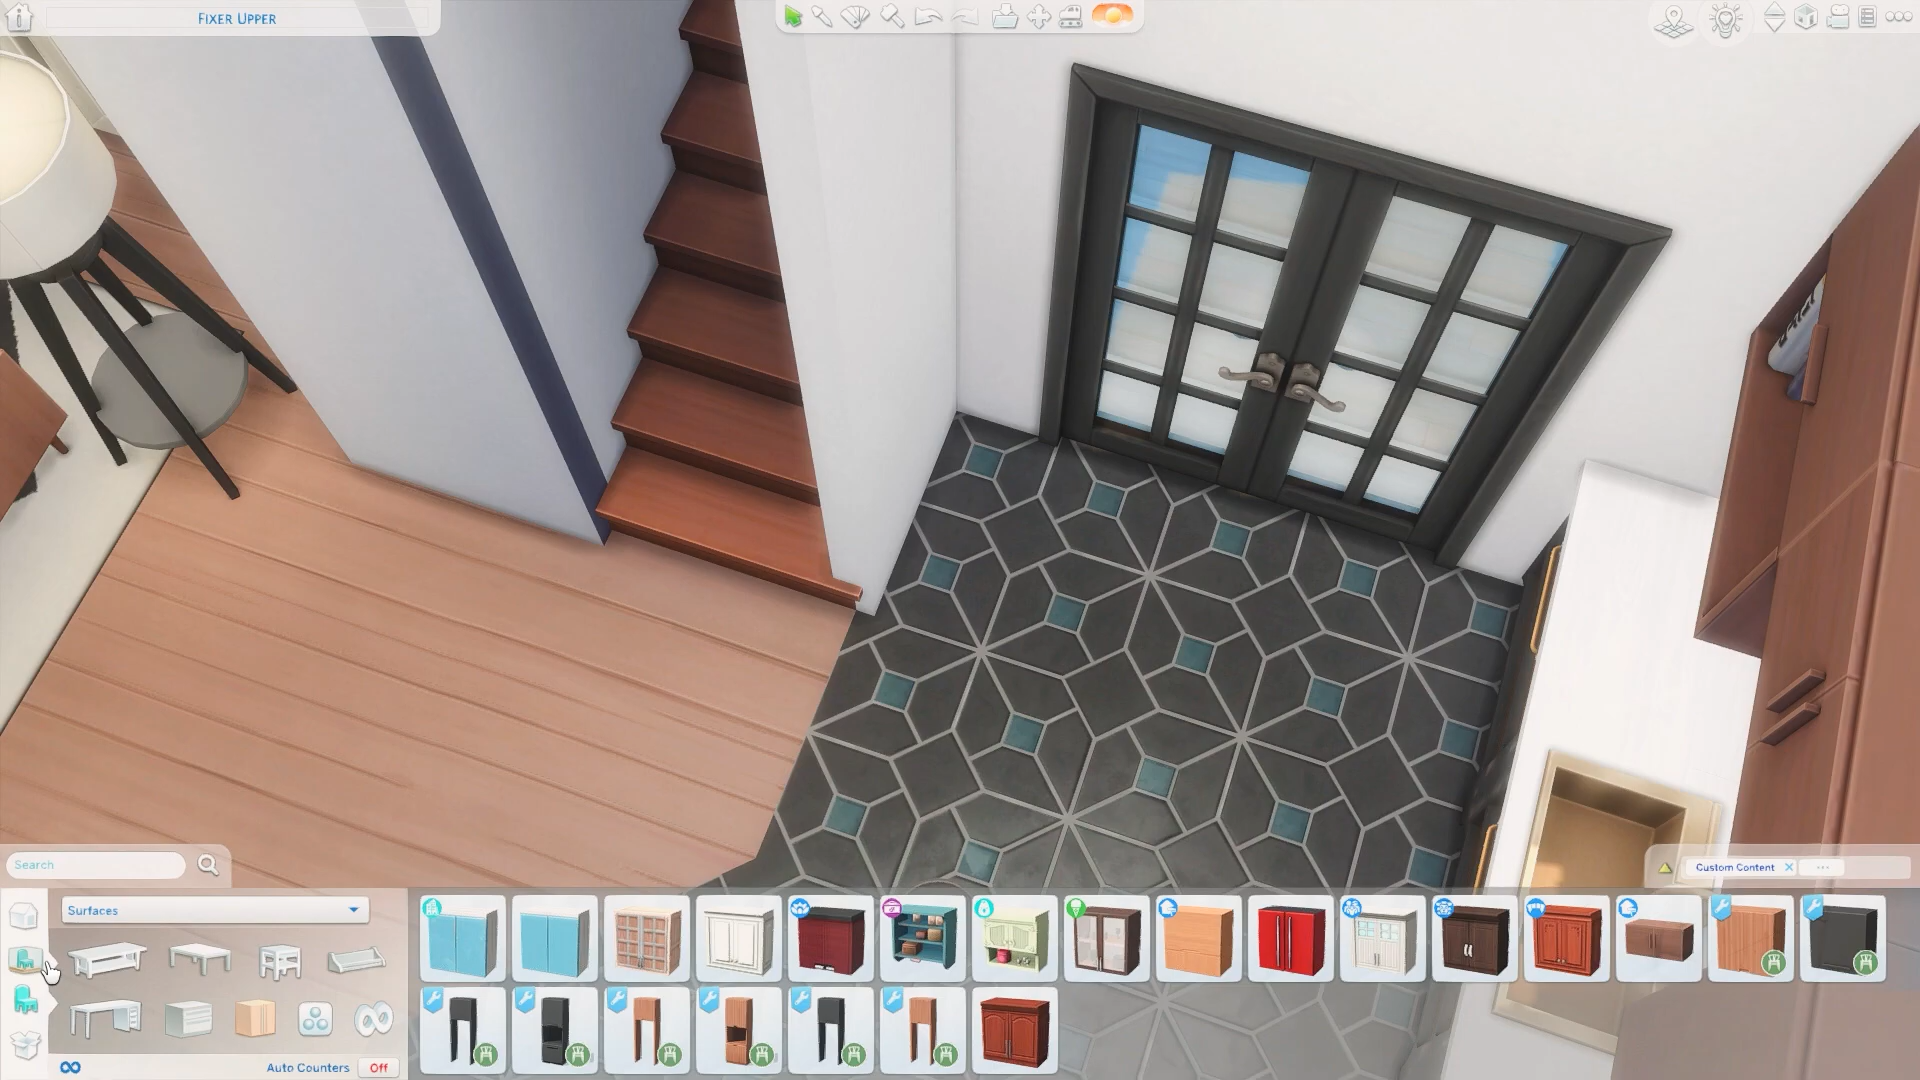 FIXER UPPER
Search
Custom Content
Surfaces
Auto Counters
Off